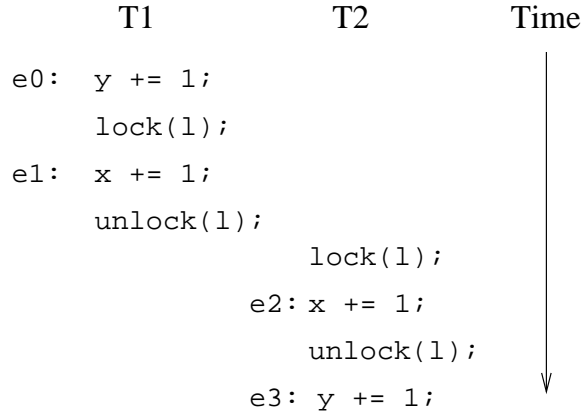 T1 T2 Time
e0: y += 1;
lock(l);
e1: x += 1;
unlock(l);
lock(l);
e2: x += 1;
unlock(l);
e3: y += 1;